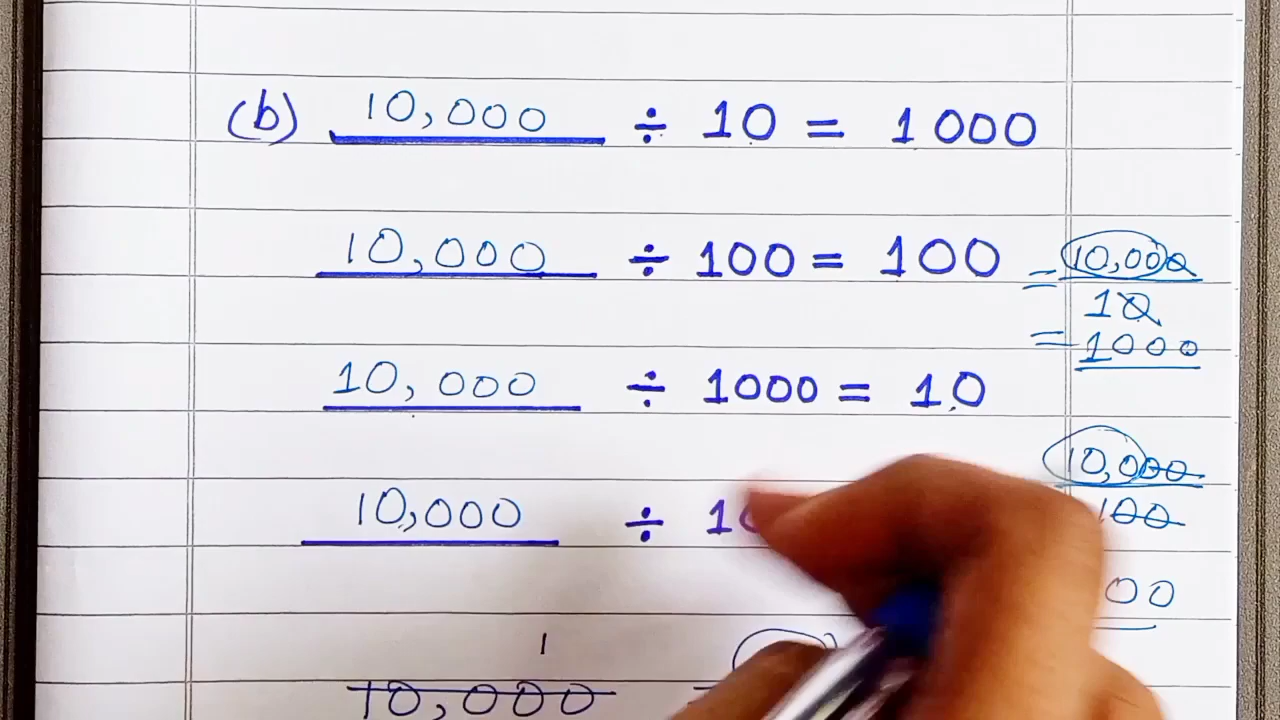 (b) 10,000 ÷ 10 = 1000
10,000 ÷ 100 = 100
= 10,000
10
= 1000
10,000 ÷ 1000 = 10
10,000
100
00
10,000 ÷ 1
1
10,000